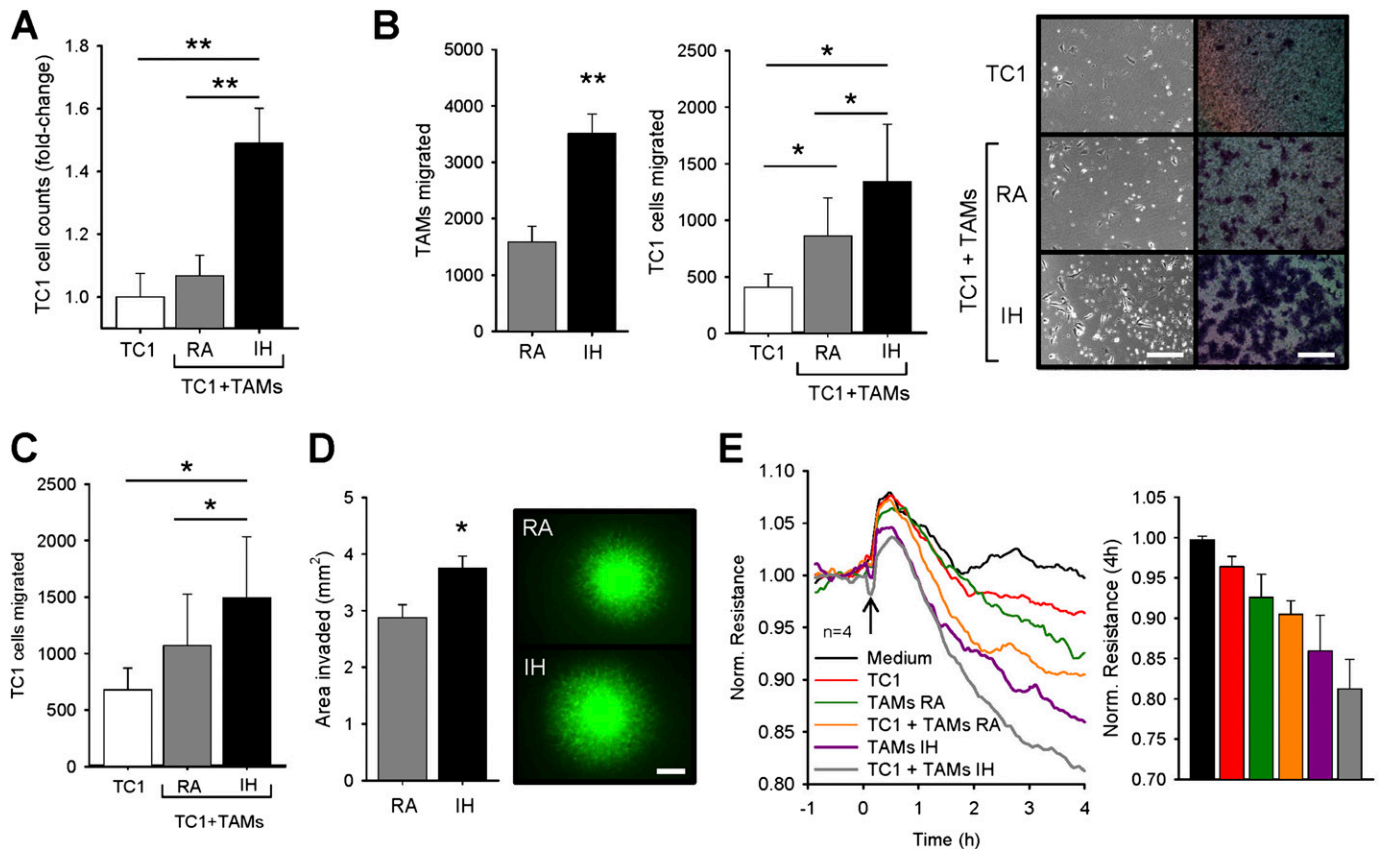 A
TC1 cell counts (fold-change)
1.8
1.6
1.4
1.2
1.0
**
**
TC1
RA
IH
TC1+TAMs
B
TAMs migrated
5000
4000
3000
2000
1000
0
**
RA
IH
TC1 cells migrated
2500
2000
1500
1000
500
0
*
*
*
TC1
RA
IH
TC1+TAMs
TC1
RA
IH
TC1 + TAMs
C
TC1 cells migrated
2500
2000
1500
1000
500
0
*
*
TC1
RA
IH
TC1+TAMs
D
Area invaded (mm²)
5
4
3
2
1
0
*
RA
IH
RA
IH
E
Norm. Resistance
1.10
1.05
1.00
0.95
0.90
0.85
0.80
n=4
Medium
TC1
TAMs RA
TC1 + TAMs RA
TAMs IH
TC1 + TAMs IH
-1
0
1
2
3
4
Time (h)
Norm. Resistance (4h)
1.05
1.00
0.95
0.90
0.85
0.80
0.75
0.70